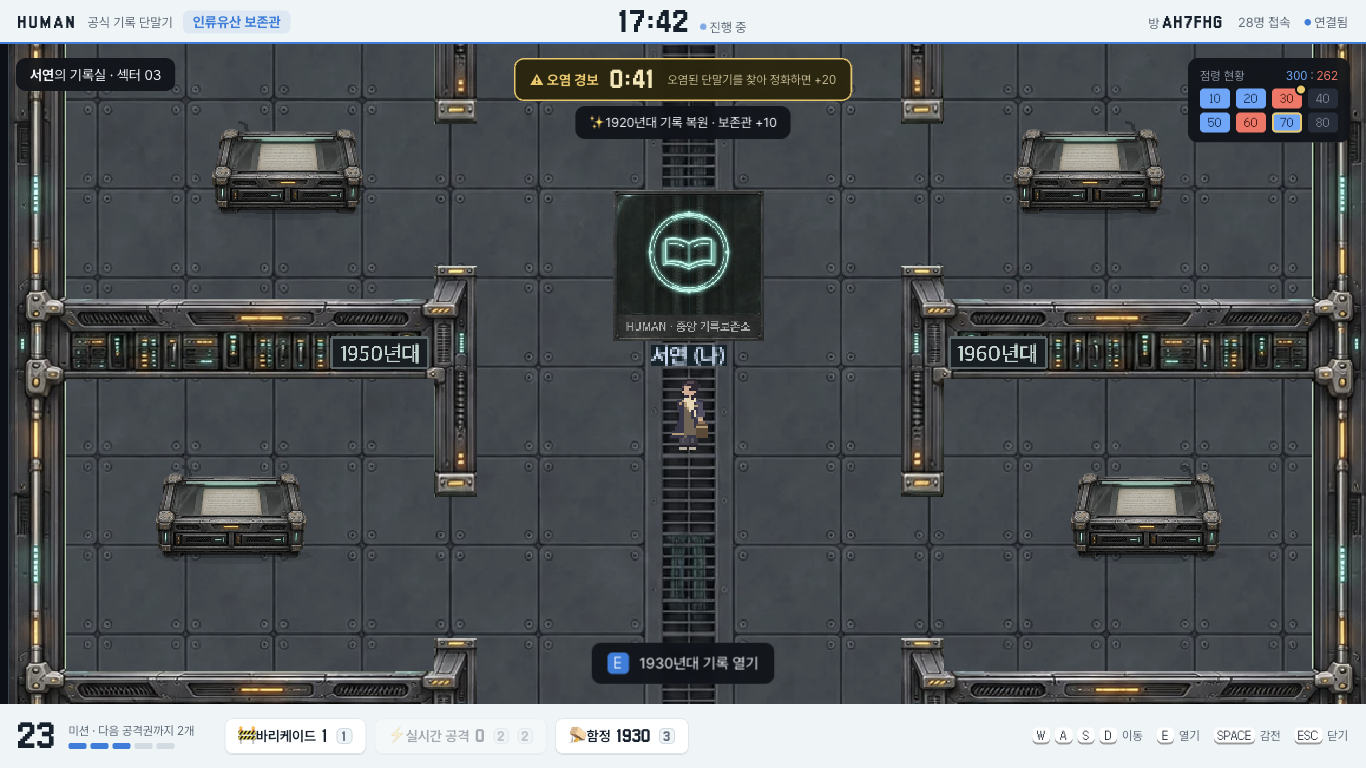 HUMAN 공식 기록 단말기 인류유산 보존관
17:42 진행 중
방 AH7FHG 28명 접속 연결됨
서연의 기록실 · 섹터 03
⚠ 오염 경보 0:41 오염된 단말기를 찾아 정화하면 +20
✨1920년대 기록 복원 · 보존관 +10
점령 현황 300 : 262
10 20 30 40
50 60 70 80
HUMAN · 중앙 기록보존소
1950년대
서연 (나)
1960년대
E 1930년대 기록 열기
23 미션 · 다음 공격권까지 2개
🚧바리케이드 1 1
⚡실시간 공격 0 2 2
🪤함정 1930 3
W A S D 이동 E 열기 SPACE 감전 ESC 닫기